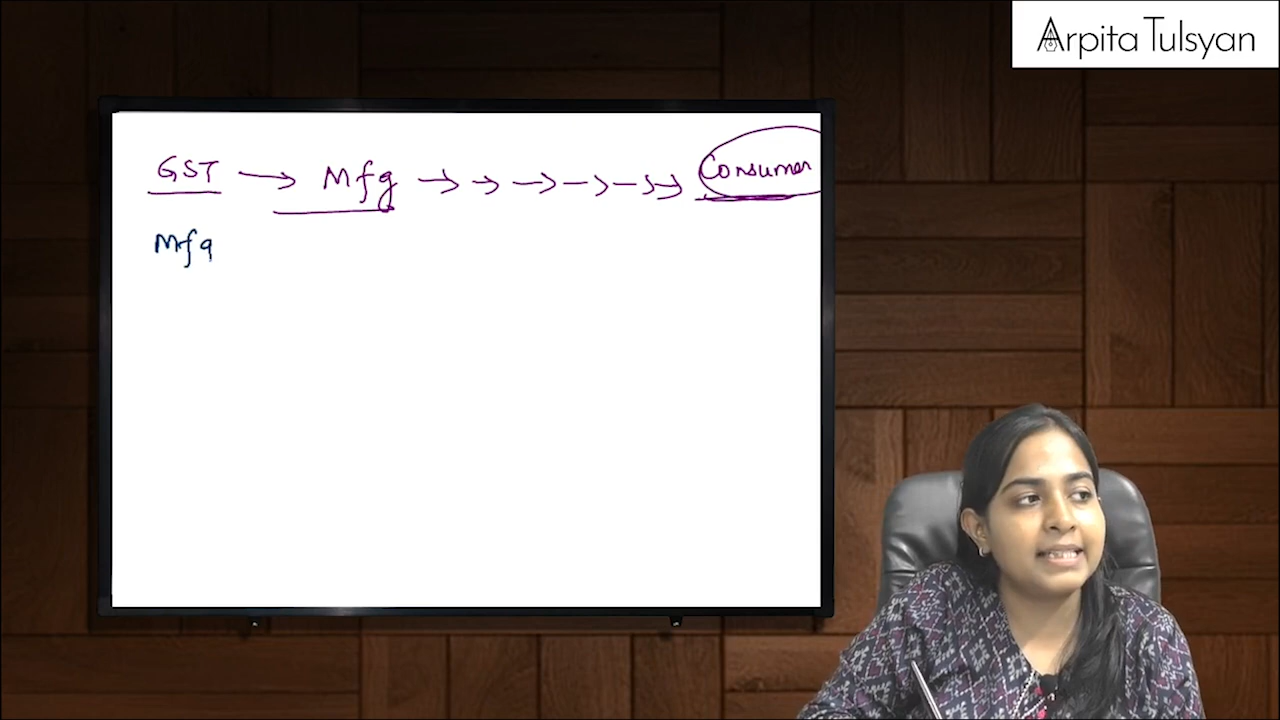 Arpita Tulsyan
GST → Mfg → → → → → → Consumer
Mfg